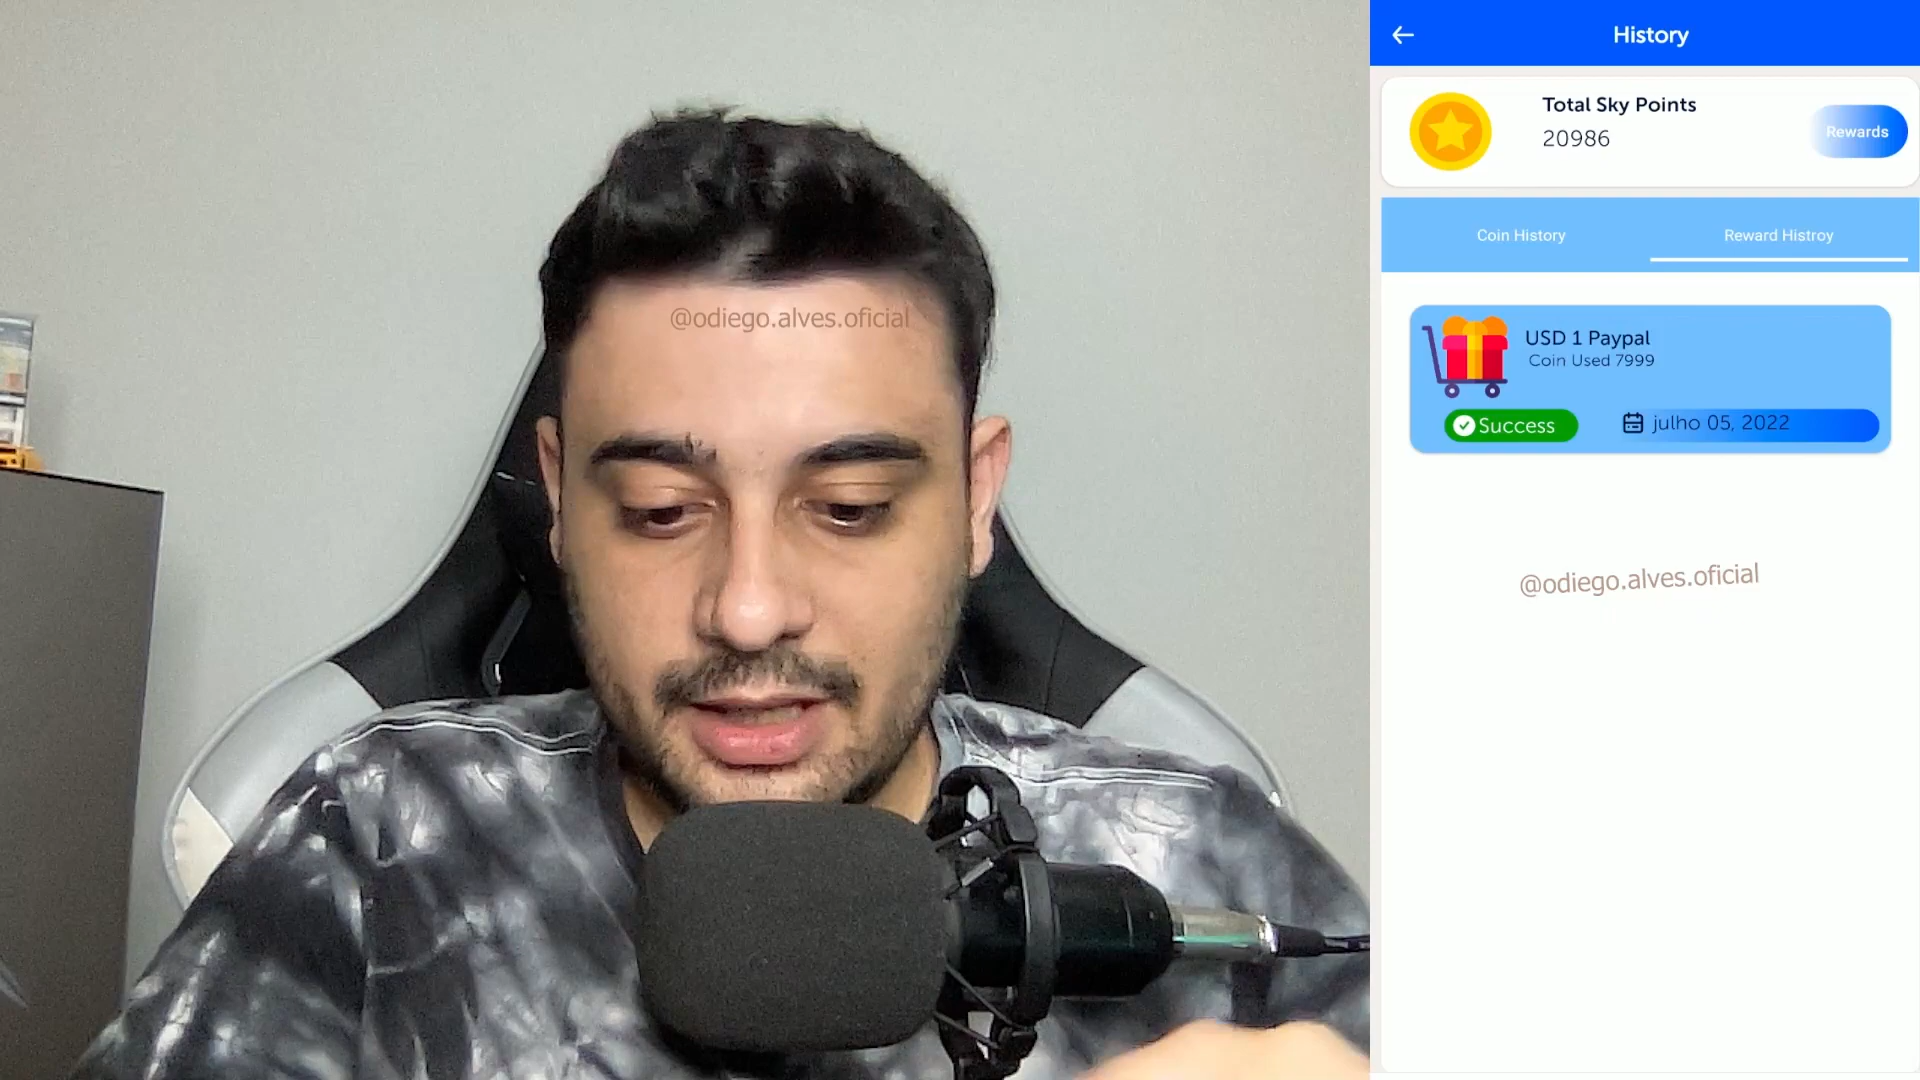 @odiego.alves.oficial
History
Total Sky Points
20986
Rewards
Coin History
Reward Histroy
USD 1 Paypal
Coin Used 7999
Success
julho 05, 2022
@odiego.alves.oficial